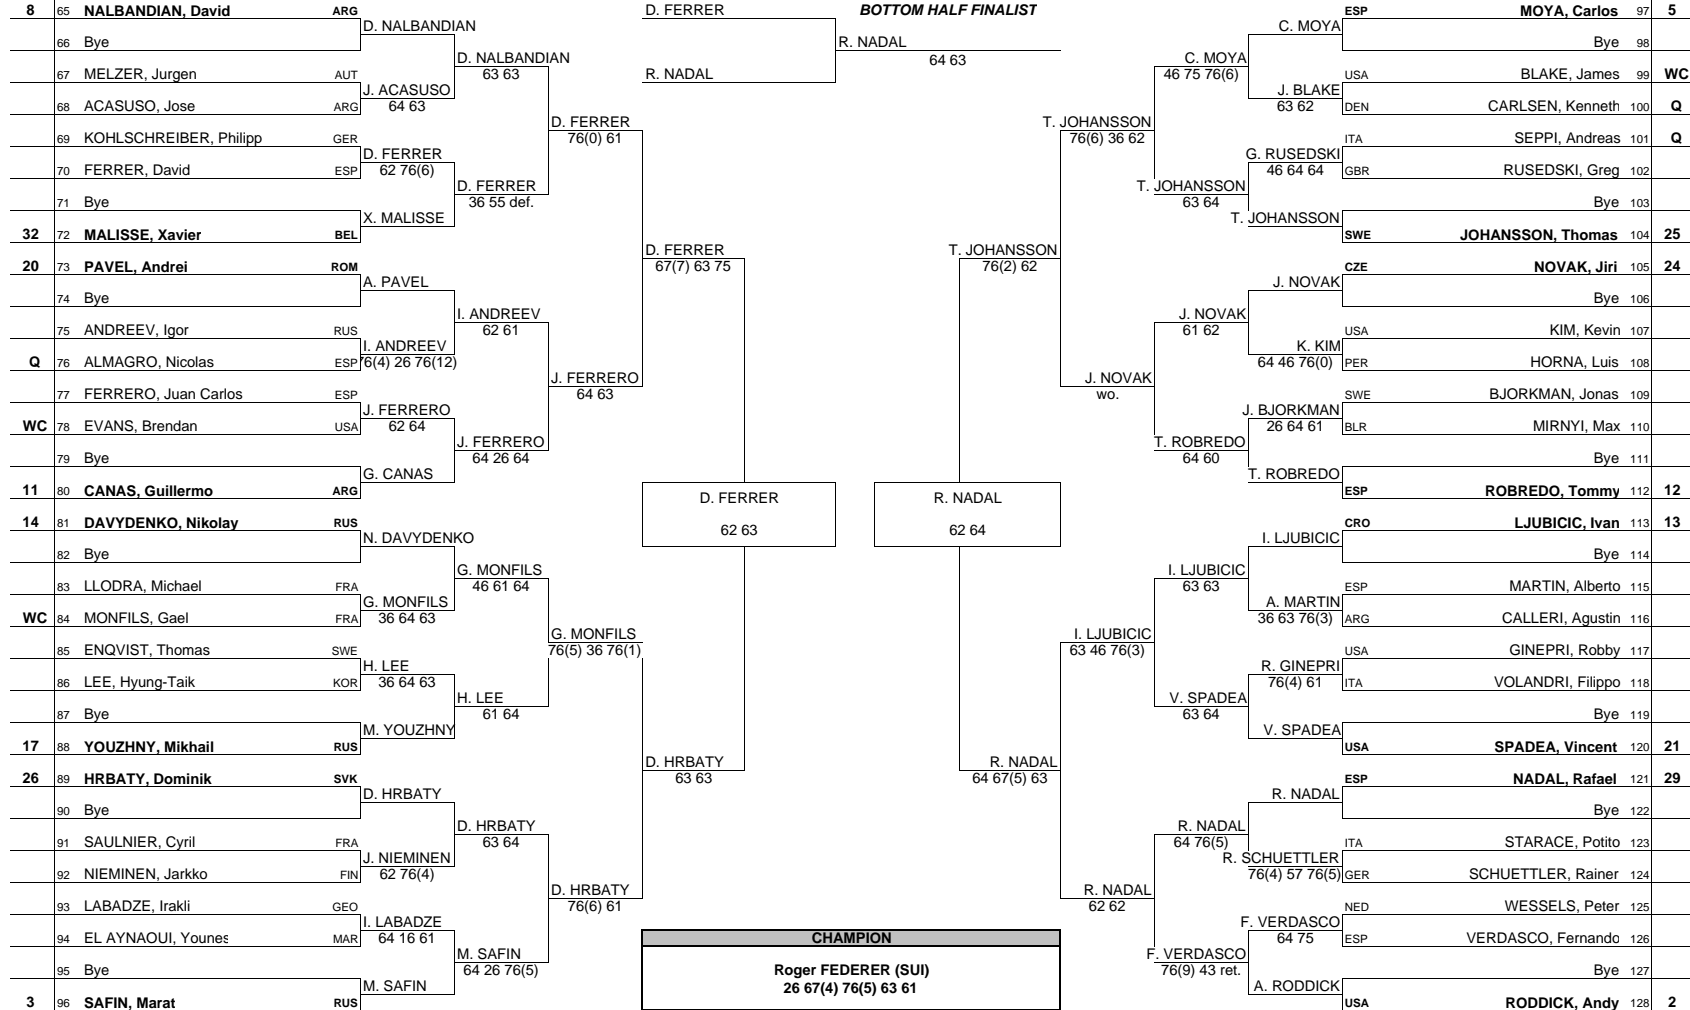 8 65 NALBANDIAN, David ARG
D. NALBANDIAN
66 Bye
D. NALBANDIAN
63 63
67 MELZER, Jurgen AUT
J. ACASUSO
64 63
68 ACASUSO, Jose ARG
D. FERRER
76(0) 61
69 KOHLSCHREIBER, Philipp GER
D. FERRER
62 76(6)
70 FERRER, David ESP
D. FERRER
36 55 def.
71 Bye
X. MALISSE
32 72 MALISSE, Xavier BEL
D. FERRER
67(7) 63 75
20 73 PAVEL, Andrei ROM
A. PAVEL
74 Bye
I. ANDREEV
62 61
75 ANDREEV, Igor RUS
I. ANDREEV
76(4) 26 76(12)
Q 76 ALMAGRO, Nicolas ESP
J. FERRERO
64 63
77 FERRERO, Juan Carlos ESP
J. FERRERO
62 64
WC 78 EVANS, Brendan USA
J. FERRERO
64 26 64
79 Bye
G. CANAS
11 80 CANAS, Guillermo ARG
D. FERRER
62 63
14 81 DAVYDENKO, Nikolay RUS
N. DAVYDENKO
82 Bye
G. MONFILS
46 61 64
83 LLODRA, Michael FRA
G. MONFILS
36 64 63
WC 84 MONFILS, Gael FRA
G. MONFILS
76(5) 36 76(1)
85 ENQVIST, Thomas SWE
H. LEE
36 64 63
86 LEE, Hyung-Taik KOR
H. LEE
61 64
87 Bye
M. YOUZHNY
17 88 YOUZHNY, Mikhail RUS
D. HRBATY
63 63
26 89 HRBATY, Dominik SVK
D. HRBATY
90 Bye
D. HRBATY
63 64
91 SAULNIER, Cyril FRA
J. NIEMINEN
62 76(4)
92 NIEMINEN, Jarkko FIN
D. HRBATY
76(6) 61
93 LABADZE, Irakli GEO
I. LABADZE
64 16 61
94 EL AYNAOUI, Younes MAR
M. SAFIN
64 26 76(5)
95 Bye
M. SAFIN
3 96 SAFIN, Marat RUS
D. FERRER
BOTTOM HALF FINALIST
R. NADAL
64 63
R. NADAL
ESP MOYA, Carlos 97 5
C. MOYA
Bye 98
C. MOYA
46 75 76(6)
USA BLAKE, James 99 WC
J. BLAKE
63 62
DEN CARLSEN, Kenneth 100 Q
T. JOHANSSON
76(6) 36 62
ITA SEPPI, Andreas 101 Q
G. RUSEDSKI
46 64 64
GBR RUSEDSKI, Greg 102
T. JOHANSSON
63 64
Bye 103
T. JOHANSSON
SWE JOHANSSON, Thomas 104 25
T. JOHANSSON
76(2) 62
CZE NOVAK, Jiri 105 24
J. NOVAK
Bye 106
J. NOVAK
61 62
USA KIM, Kevin 107
K. KIM
64 46 76(0)
PER HORNA, Luis 108
J. NOVAK
wo.
SWE BJORKMAN, Jonas 109
J. BJORKMAN
26 64 61
BLR MIRNYI, Max 110
T. ROBREDO
64 60
Bye 111
T. ROBREDO
ESP ROBREDO, Tommy 112 12
R. NADAL
62 64
CRO LJUBICIC, Ivan 113 13
I. LJUBICIC
Bye 114
I. LJUBICIC
63 63
ESP MARTIN, Alberto 115
A. MARTIN
36 63 76(3)
ARG CALLERI, Agustin 116
I. LJUBICIC
63 46 76(3)
USA GINEPRI, Robby 117
R. GINEPRI
76(4) 61
ITA VOLANDRI, Filippo 118
V. SPADEA
63 64
Bye 119
V. SPADEA
USA SPADEA, Vincent 120 21
R. NADAL
64 67(5) 63
ESP NADAL, Rafael 121 29
R. NADAL
Bye 122
R. NADAL
64 76(5)
ITA STARACE, Potito 123
R. SCHUETTLER
76(4) 57 76(5)
GER SCHUETTLER, Rainer 124
R. NADAL
62 62
NED WESSELS, Peter 125
F. VERDASCO
64 75
ESP VERDASCO, Fernando 126
F. VERDASCO
76(9) 43 ret.
Bye 127
A. RODDICK
USA RODDICK, Andy 128 2
CHAMPION
Roger FEDERER (SUI)
26 67(4) 76(5) 63 61